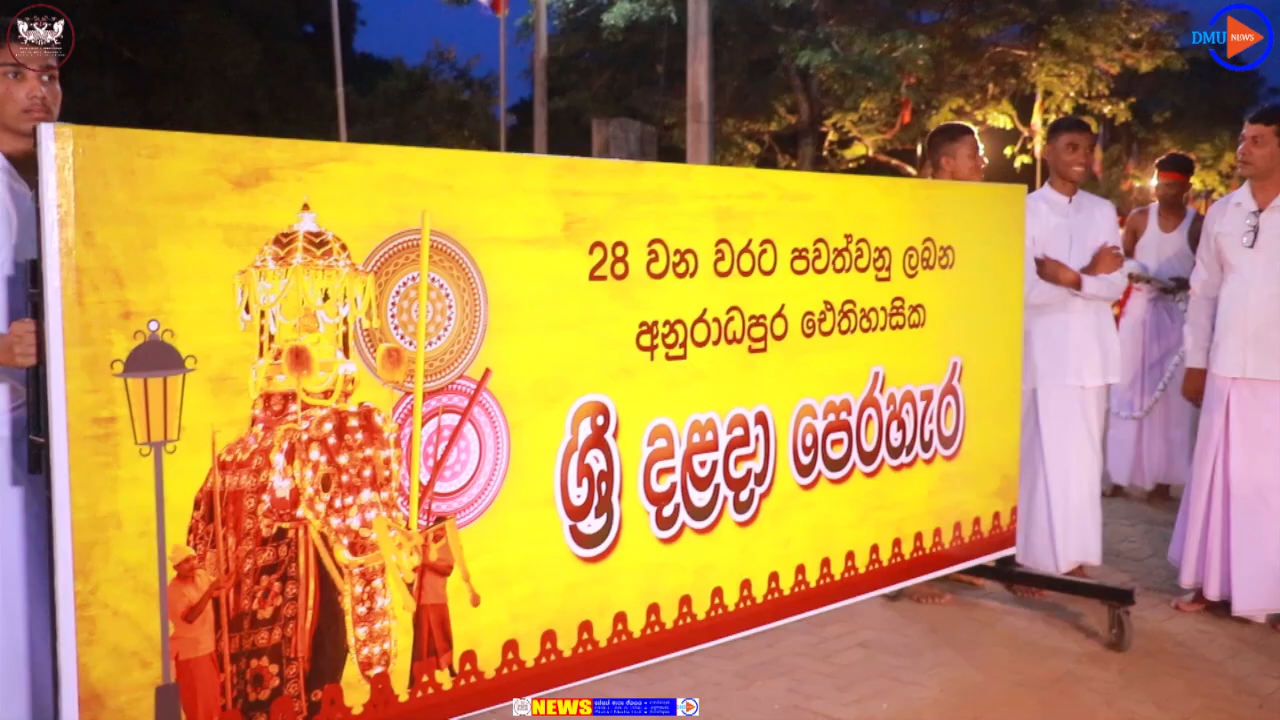 DMU NEWS
28 වන වරට පවත්වනු ලබන
අනුරාධපුර ඓතිහාසික
ශ්‍රී දළදා පෙරහැර
NEWS